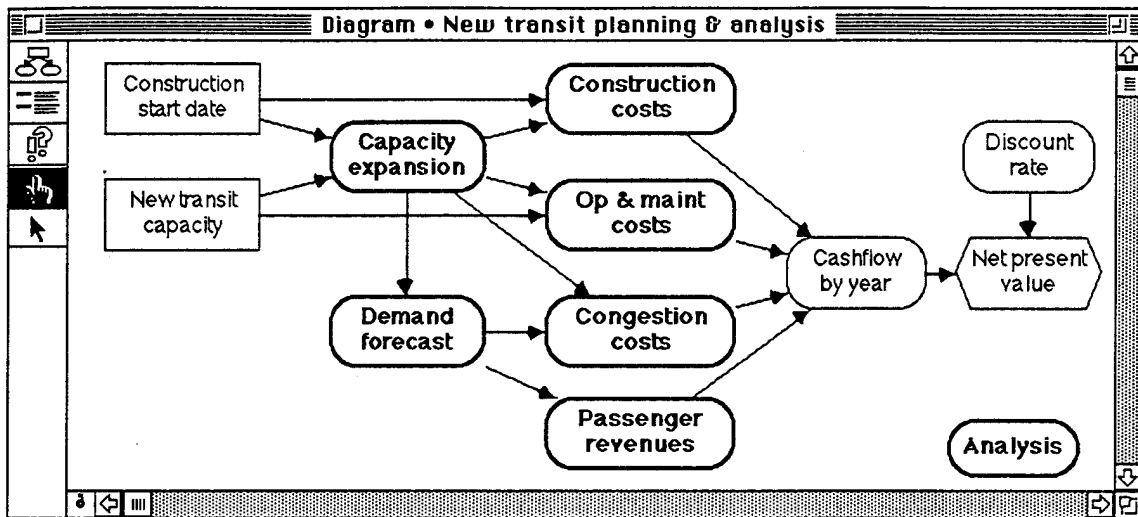 Diagram • New transit planning & analysis
Construction
start date
Construction
costs
Capacity
expansion
Discount
rate
New transit
capacity
Op & maint
costs
Cashflow
by year
Net present
value
Demand
forecast
Congestion
costs
Passenger
revenues
Analysis